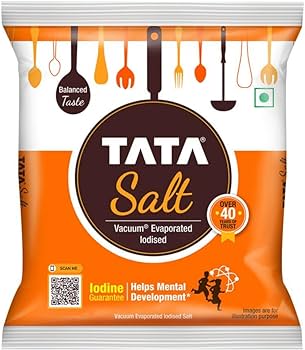 Balanced
Taste
TATA®
Salt
Vacuum® Evaporated
Iodised
OVER
40
YEARS OF
TRUST
SCAN ME
Iodine
Guarantee
Helps Mental
Development*
Images are for
illustration purpose
Vacuum Evaporated Iodised Salt